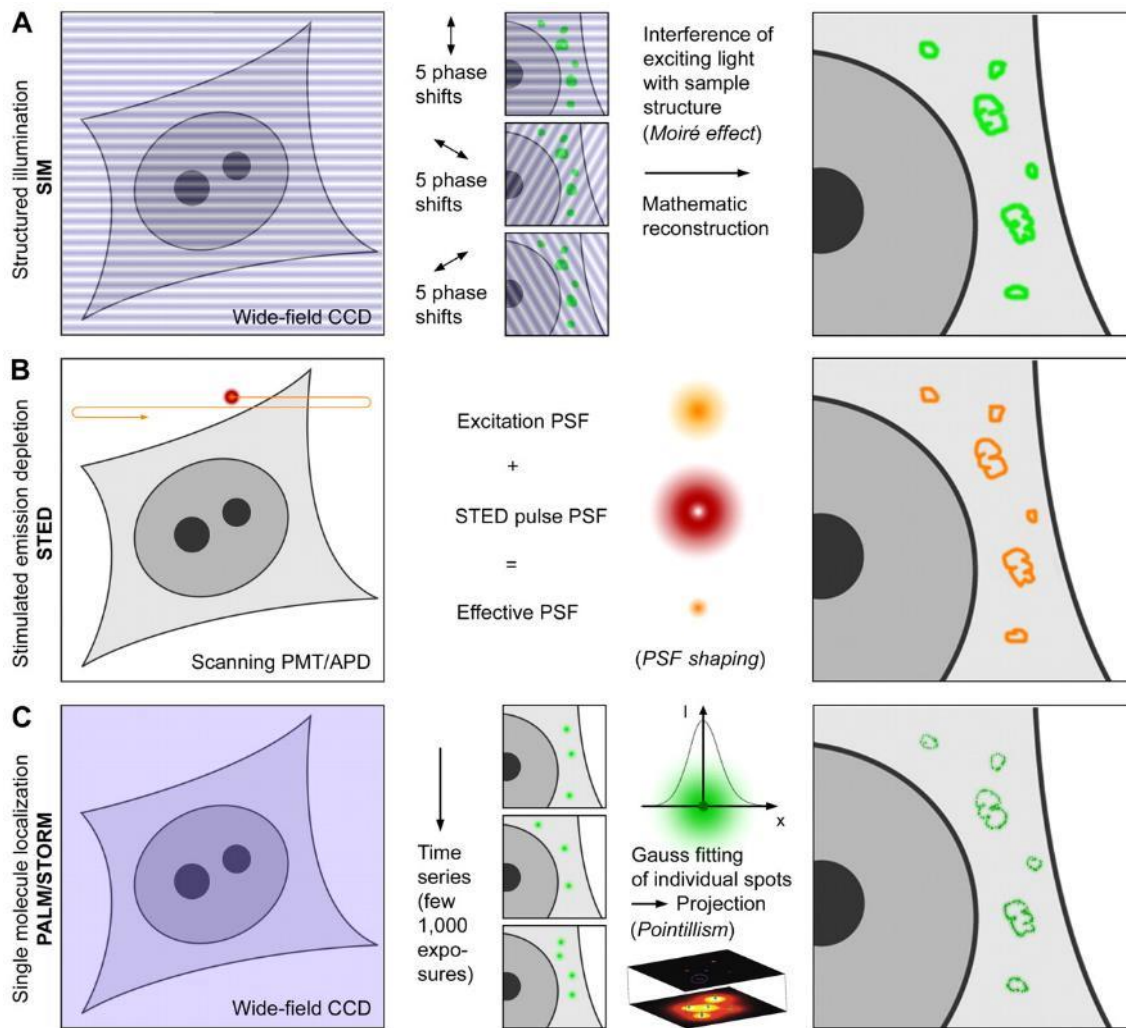 A
Structured illumination
SIM
Wide-field CCD
5 phase
shifts
5 phase
shifts
5 phase
shifts
Interference of
exciting light
with sample
structure
(Moiré effect)
Mathematic
reconstruction
B
Stimulated emission depletion
STED
Scanning PMT/APD
Excitation PSF
+
STED pulse PSF
=
Effective PSF
(PSF shaping)
C
Single molecule localization
PALM/STORM
Wide-field CCD
Time
series
(few
1,000
expo-
sures)
I
x
Gauss fitting
of individual spots
Projection
(Pointillism)